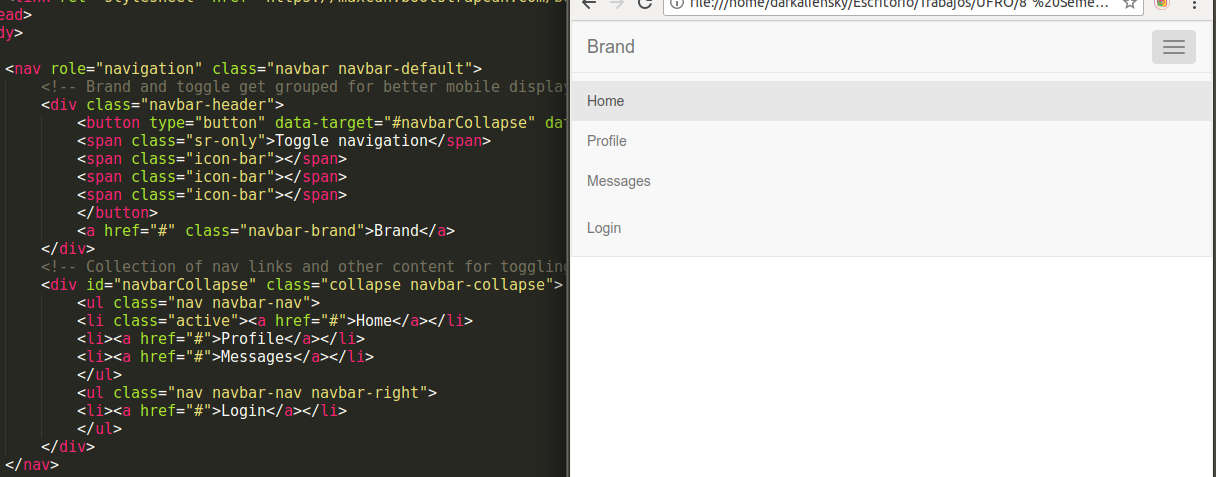 <link rel="stylesheet" href="https://maxcdn.bootstrapcdn.com/b
ead>
dy>
<nav role="navigation" class="navbar navbar-default">
<!-- Brand and toggle get grouped for better mobile display
<div class="navbar-header">
<button type="button" data-target="#navbarCollapse" dat
<span class="sr-only">Toggle navigation</span>
<span class="icon-bar"></span>
<span class="icon-bar"></span>
<span class="icon-bar"></span>
</button>
<a href="#" class="navbar-brand">Brand</a>
</div>
<!-- Collection of nav links and other content for toggling
<div id="navbarCollapse" class="collapse navbar-collapse">
<ul class="nav navbar-nav">
<li class="active"><a href="#">Home</a></li>
<li><a href="#">Profile</a></li>
<li><a href="#">Messages</a></li>
</ul>
<ul class="nav navbar-nav navbar-right">
<li><a href="#">Login</a></li>
</ul>
</div>
</nav>
file:///home/darkaliensky/Escritorio/Trabajos/UFRO/8 %20Seme...
Brand
Home
Profile
Messages
Login